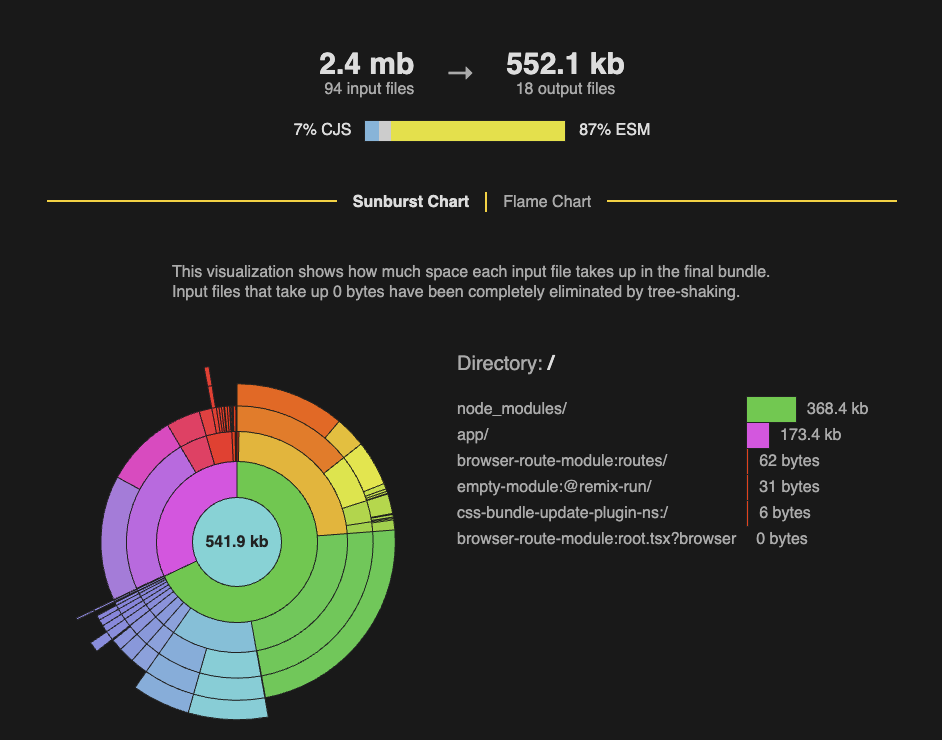 2.4 mb → 552.1 kb
94 input files 18 output files
7% CJS 87% ESM
Sunburst Chart Flame Chart
This visualization shows how much space each input file takes up in the final bundle.
Input files that take up 0 bytes have been completely eliminated by tree-shaking.
Directory: /
node_modules/ 368.4 kb
app/ 173.4 kb
browser-route-module:routes/ 62 bytes
empty-module:@remix-run/ 31 bytes
css-bundle-update-plugin-ns:/ 6 bytes
browser-route-module:root.tsx?browser 0 bytes
541.9 kb